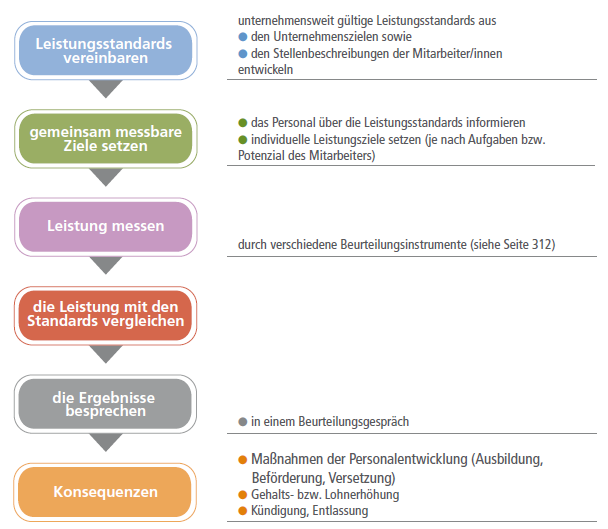 Leistungsstandards
vereinbaren
unternehmensweit gültige Leistungsstandards aus
● den Unternehmenszielen sowie
● den Stellenbeschreibungen der Mitarbeiter/innen
entwickeln
gemeinsam messbare
Ziele setzen
● das Personal über die Leistungsstandards informieren
● individuelle Leistungsziele setzen (je nach Aufgaben bzw.
Potenzial des Mitarbeiters)
Leistung messen
durch verschiedene Beurteilungsinstrumente (siehe Seite 312)
die Leistung mit den
Standards vergleichen
die Ergebnisse
besprechen
● in einem Beurteilungsgespräch
Konsequenzen
● Maßnahmen der Personalentwicklung (Ausbildung,
Beförderung, Versetzung)
● Gehalts- bzw. Lohnerhöhung
● Kündigung, Entlassung